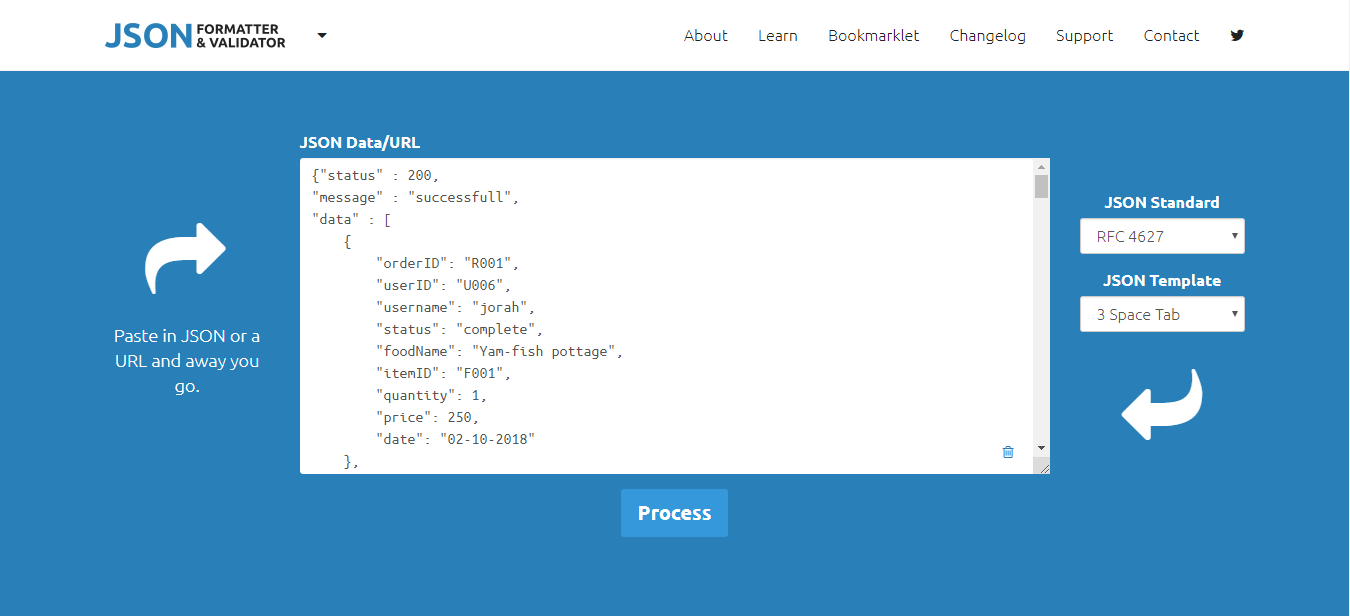 JSON FORMATTER & VALIDATOR
About Learn Bookmarklet Changelog Support Contact
JSON Data/URL
{"status" : 200,
"message" : "successfull",
"data" : [
    {
        "orderID": "R001",
        "userID": "U006",
        "username": "jorah",
        "status": "complete",
        "foodName": "Yam-fish pottage",
        "itemID": "F001",
        "quantity": 1,
        "price": 250,
        "date": "02-10-2018"
    },
Paste in JSON or a
URL and away you
go.
JSON Standard
RFC 4627
JSON Template
3 Space Tab
Process